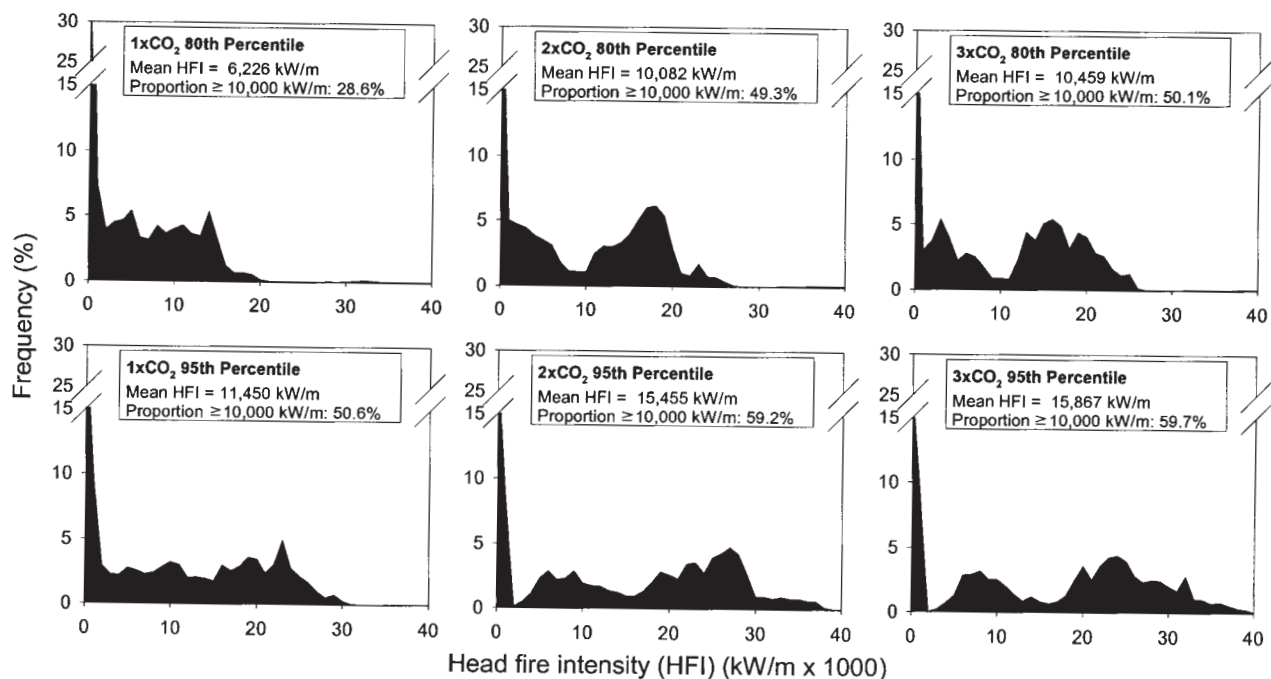 30
25
15
10
5
0
1xCO₂ 80th Percentile
Mean HFI = 6,226 kW/m
Proportion ≥ 10,000 kW/m: 28.6%
0 10 20 30 40
30
25
15
10
5
0
2xCO₂ 80th Percentile
Mean HFI = 10,082 kW/m
Proportion ≥ 10,000 kW/m: 49.3%
0 10 20 30 40
30
25
15
10
5
0
3xCO₂ 80th Percentile
Mean HFI = 10,459 kW/m
Proportion ≥ 10,000 kW/m: 50.1%
0 10 20 30 40
Frequency (%)
30
25
15
10
5
0
1xCO₂ 95th Percentile
Mean HFI = 11,450 kW/m
Proportion ≥ 10,000 kW/m: 50.6%
0 10 20 30 40
30
25
15
10
5
0
2xCO₂ 95th Percentile
Mean HFI = 15,455 kW/m
Proportion ≥ 10,000 kW/m: 59.2%
0 10 20 30 40
30
25
15
10
5
0
3xCO₂ 95th Percentile
Mean HFI = 15,867 kW/m
Proportion ≥ 10,000 kW/m: 59.7%
0 10 20 30 40
Head fire intensity (HFI) (kW/m x 1000)